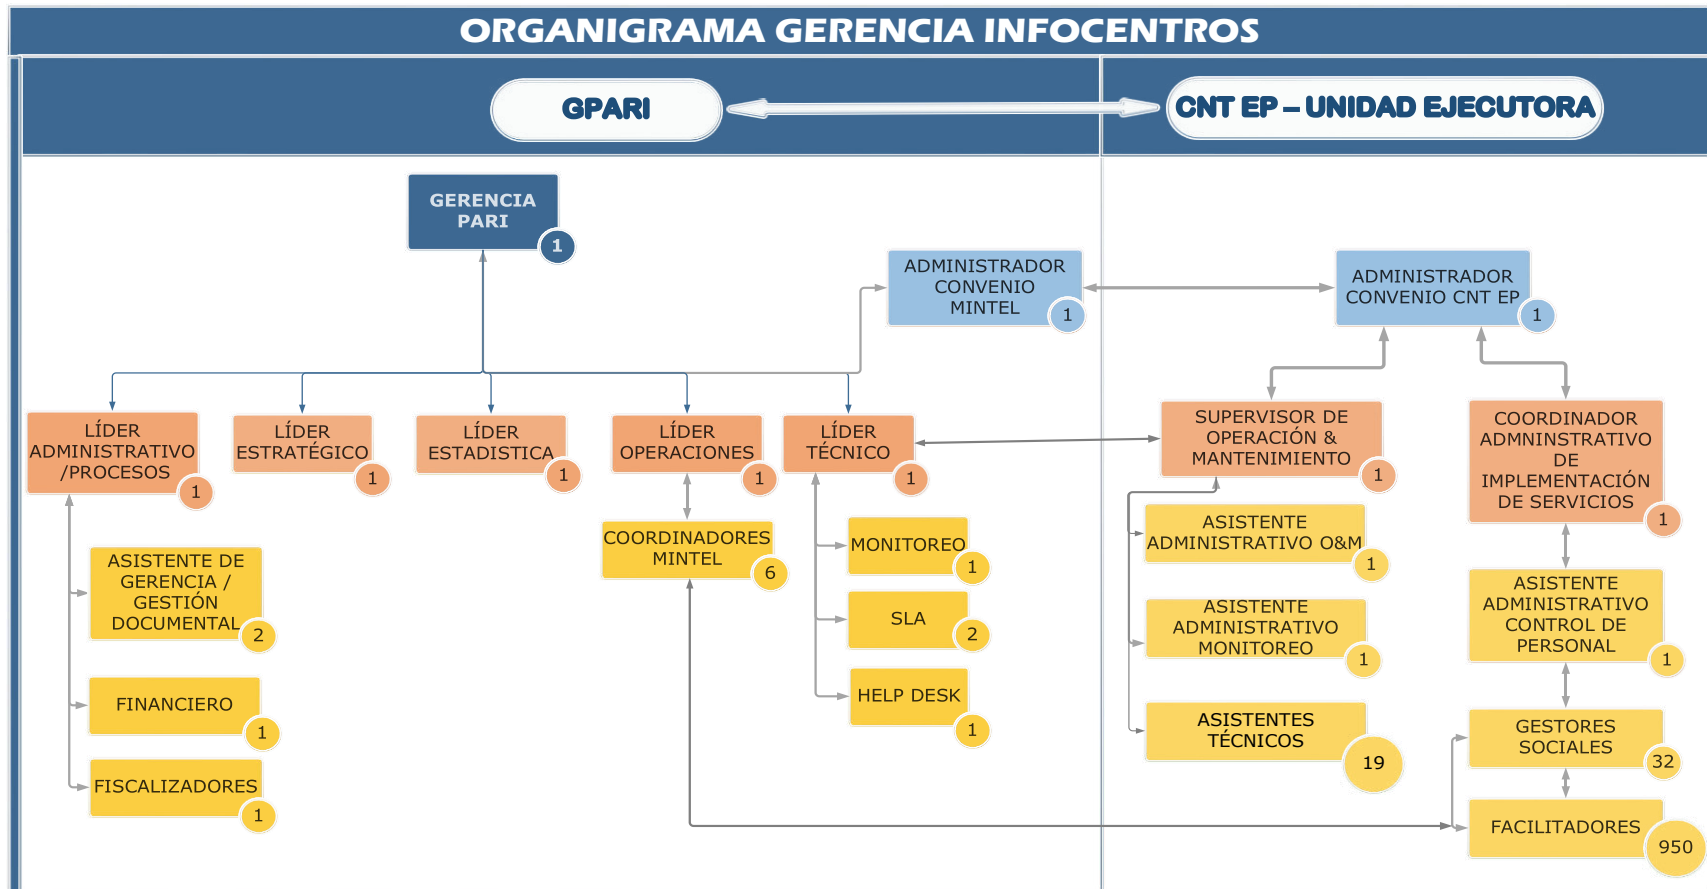 ORGANIGRAMA GERENCIA INFOCENTROS
GPARI
CNT EP – UNIDAD EJECUTORA
GERENCIA
PARI
1
ADMINISTRADOR
CONVENIO
MINTEL
1
ADMINISTRADOR
CONVENIO CNT EP
1
LÍDER
ADMINISTRATIVO
/PROCESOS
1
LÍDER
ESTRATÉGICO
1
LÍDER
ESTADISTICA
1
LÍDER
OPERACIONES
1
LÍDER
TÉCNICO
1
SUPERVISOR DE
OPERACIÓN &
MANTENIMIENTO
1
COORDINADOR
ADMNINSTRATIVO
DE
IMPLEMENTACIÓN
DE SERVICIOS
1
ASISTENTE DE
GERENCIA /
GESTIÓN
DOCUMENTAL
2
FINANCIERO
1
FISCALIZADORES
1
COORDINADORES
MINTEL
6
MONITOREO
1
SLA
2
HELP DESK
1
ASISTENTE
ADMINISTRATIVO O&M
1
ASISTENTE
ADMINISTRATIVO
MONITOREO
1
ASISTENTES
TÉCNICOS
19
ASISTENTE
ADMINISTRATIVO
CONTROL DE
PERSONAL
1
GESTORES
SOCIALES
32
FACILITADORES
950